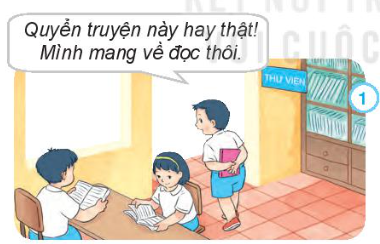 Quyển truyện này hay thật!
Mình mang về đọc thôi.
THƯ VIỆN
1